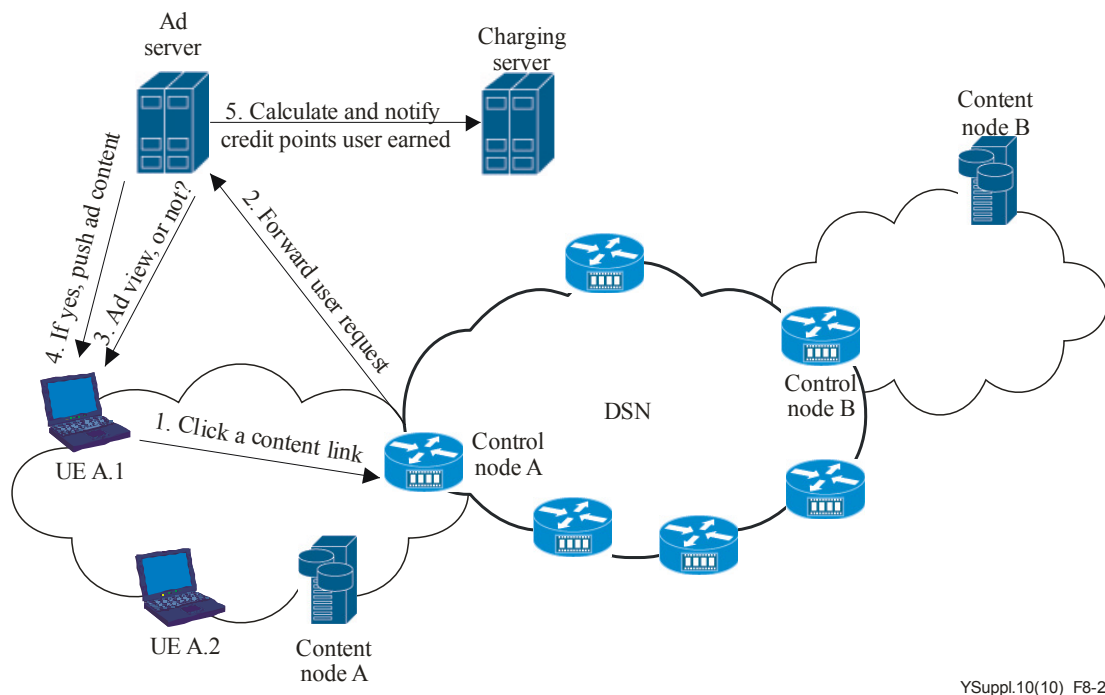 Ad
server
Charging
server
5. Calculate and notify
credit points user earned
Content
node B
4. If yes, push ad content
3. Ad view, or not?
2. Forward user request
1. Click a content link
UE A.1
Control
node A
DSN
Control
node B
UE A.2
Content
node A
YSuppl.10(10)_F8-2